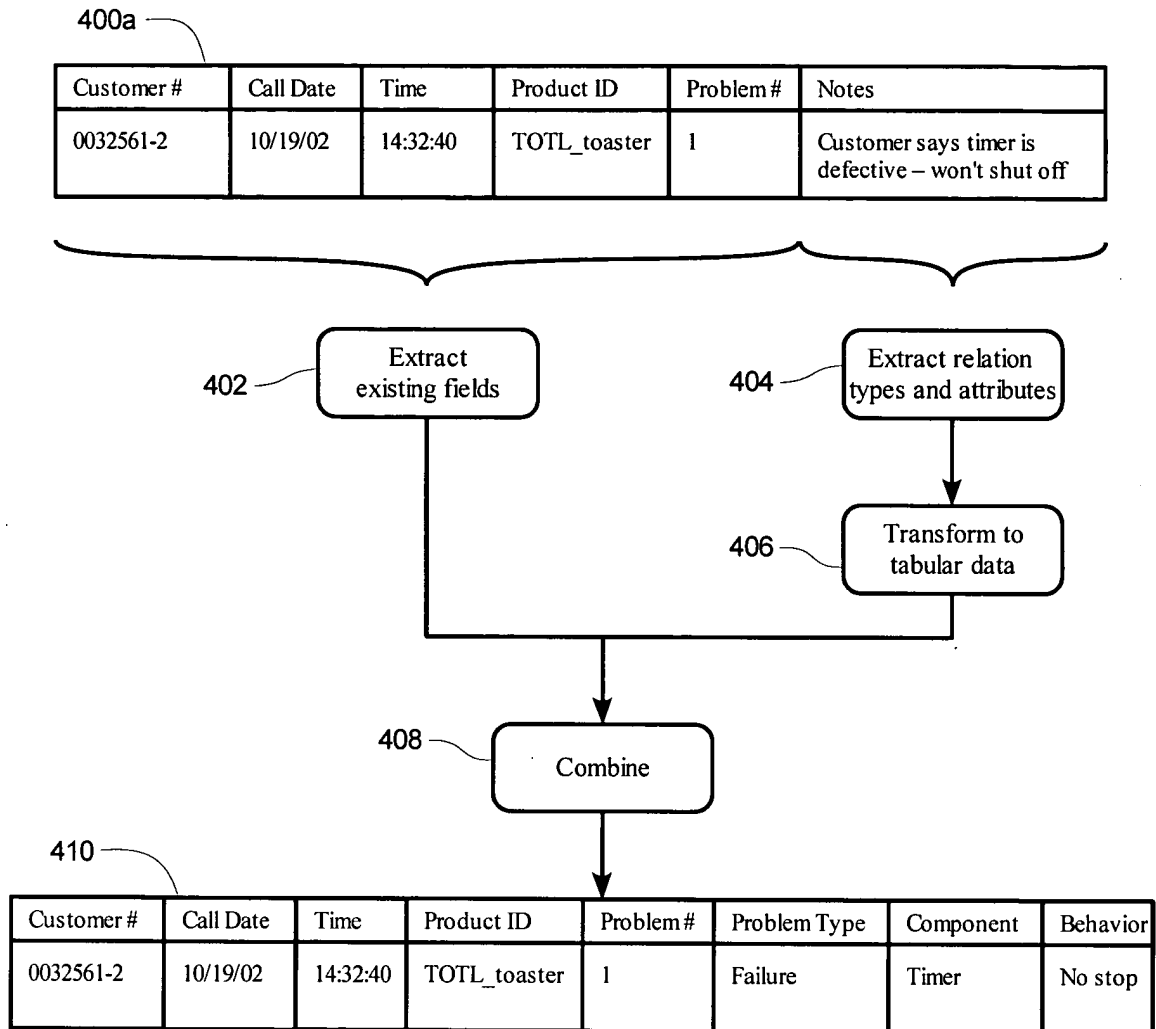 400a
Customer # Call Date Time Product ID Problem # Notes
0032561-2 10/19/02 14:32:40 TOTL_toaster 1 Customer says timer is
defective – won't shut off
Extract
existing fields
402
Extract relation
types and attributes
404
Transform to
tabular data
406
408
Combine
410
Customer # Call Date Time Product ID Problem # Problem Type Component Behavior
0032561-2 10/19/02 14:32:40 TOTL_toaster 1 Failure Timer No stop